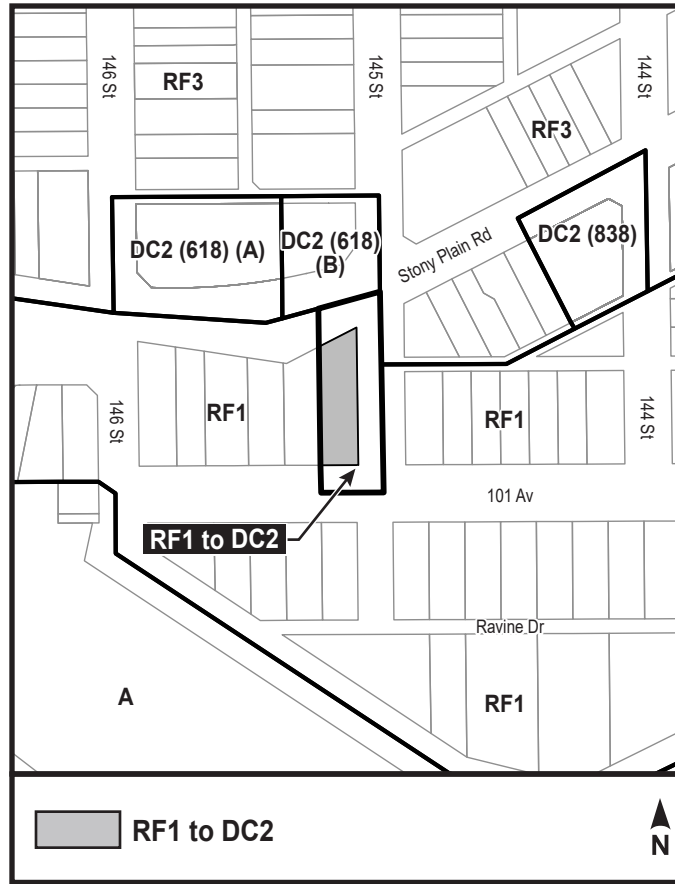 146 St
RF3
145 St
144 St
RF3
DC2 (618) (A)
DC2 (618)
(B)
Stony Plain Rd
DC2 (838)
146 St
RF1
RF1
144 St
101 Av
RF1 to DC2
Ravine Dr
A
RF1
RF1 to DC2
N